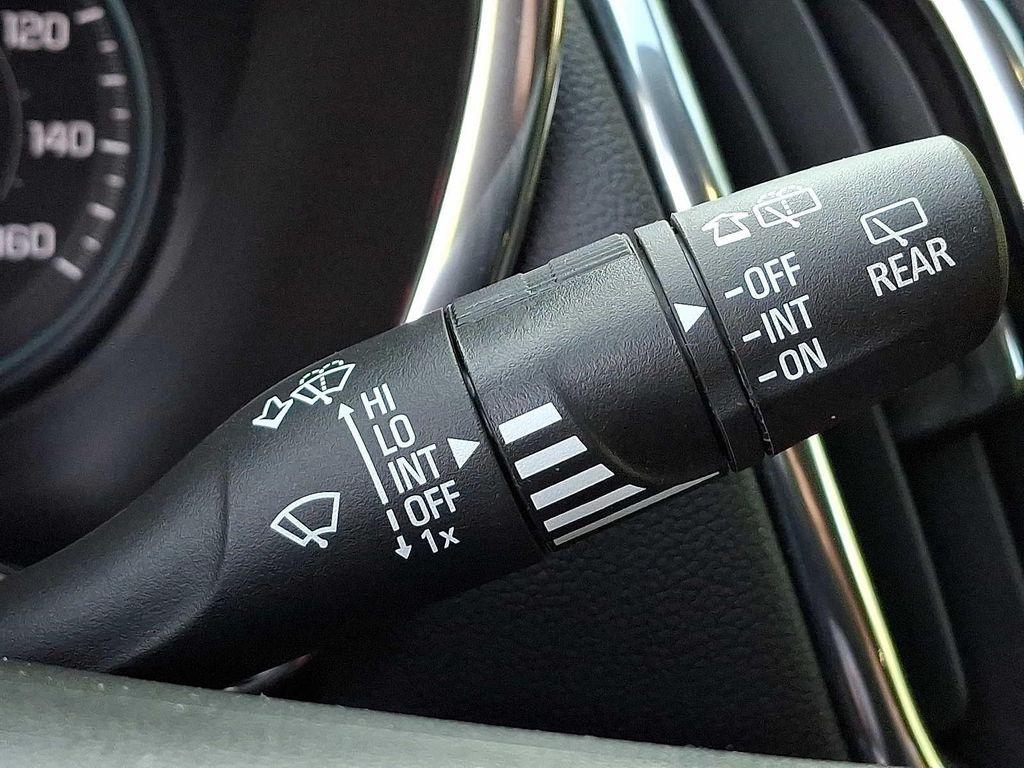 120
140
160
HI
LO
INT
OFF
1x
-OFF
-INT
-ON
REAR